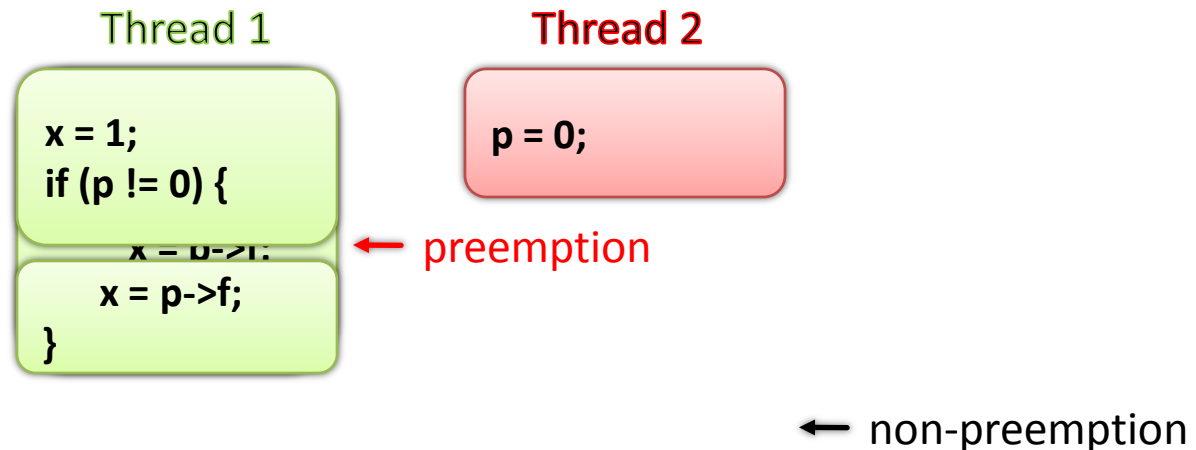 Thread 1
Thread 2
x = 1;
if (p != 0) {
p = 0;
preemption
x = p->f;
x = p->f;
}
non-preemption